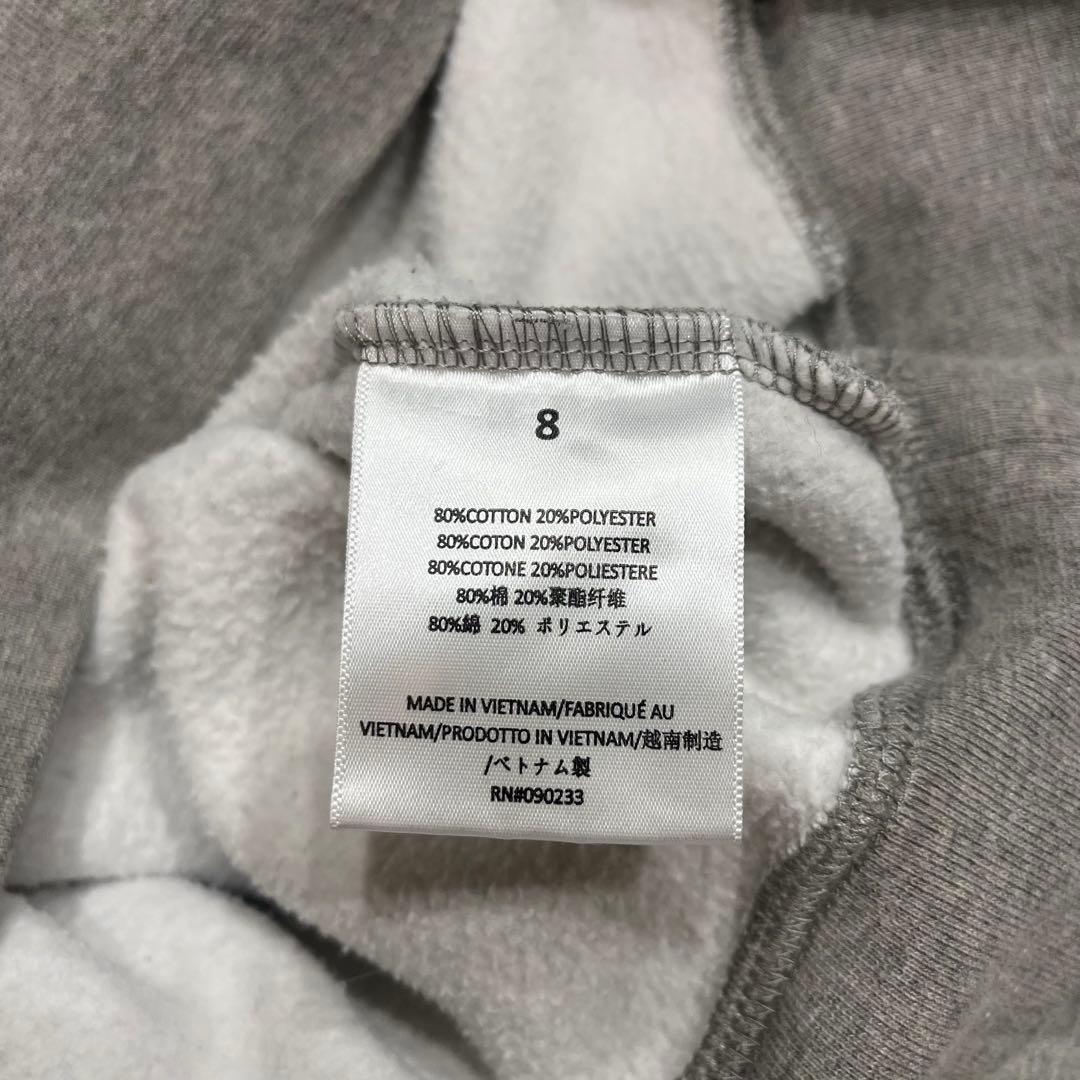 8
80%COTTON 20%POLYESTER
80%COTON 20%POLYESTER
80%COTONE 20%POLIESTERE
80%棉 20%聚酯纤维
80%綿 20% ポリエステル
MADE IN VIETNAM/FABRIQUÉ AU
VIETNAM/PRODOTTO IN VIETNAM/越南制造
/ベトナム製
RN#090233